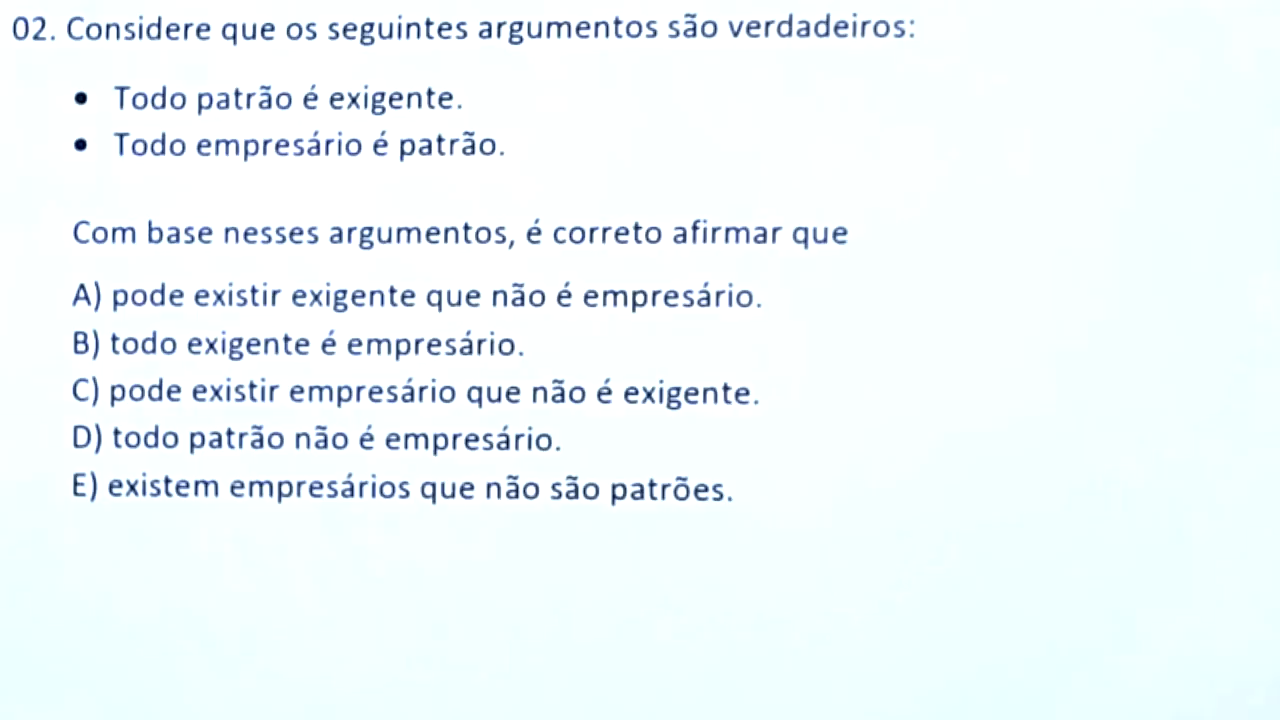 02. Considere que os seguintes argumentos são verdadeiros:
• Todo patrão é exigente.
• Todo empresário é patrão.
Com base nesses argumentos, é correto afirmar que
A) pode existir exigente que não é empresário.
B) todo exigente é empresário.
C) pode existir empresário que não é exigente.
D) todo patrão não é empresário.
E) existem empresários que não são patrões.